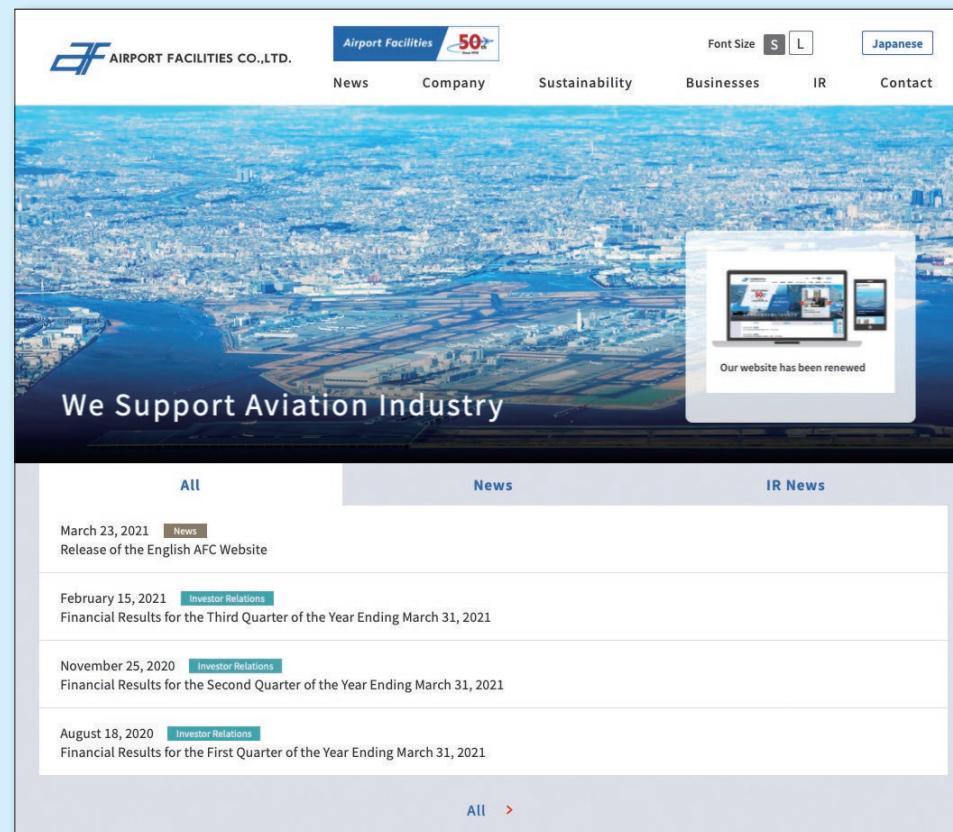 AIRPORT FACILITIES CO.,LTD.
Airport Facilities 50th
Since 1970
Font Size S L
Japanese
News Company Sustainability Businesses IR Contact
Our website has been renewed
We Support Aviation Industry
All News IR News
March 23, 2021 News
Release of the English AFC Website
February 15, 2021 Investor Relations
Financial Results for the Third Quarter of the Year Ending March 31, 2021
November 25, 2020 Investor Relations
Financial Results for the Second Quarter of the Year Ending March 31, 2021
August 18, 2020 Investor Relations
Financial Results for the First Quarter of the Year Ending March 31, 2021
All >